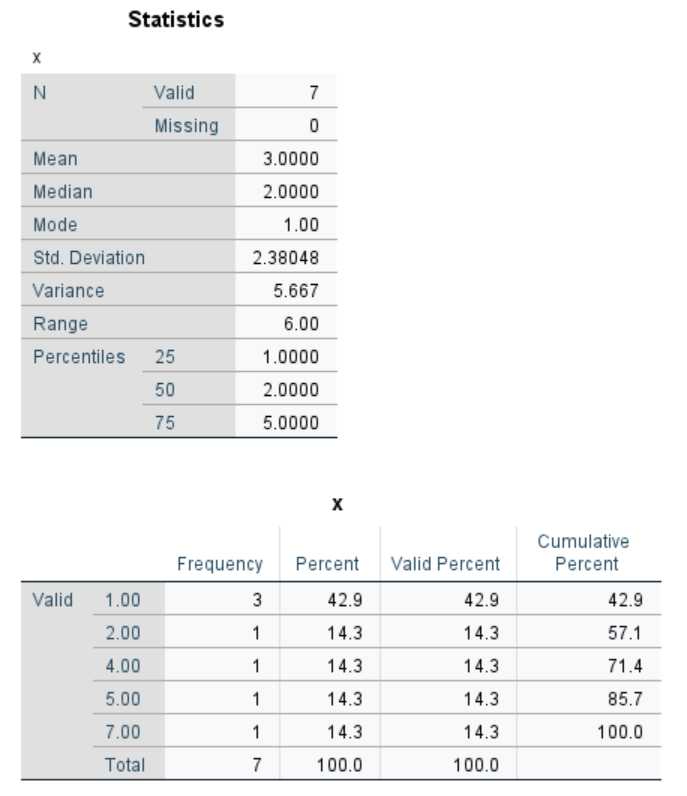 Statistics
x
N Valid 7
Missing 0
Mean 3.0000
Median 2.0000
Mode 1.00
Std. Deviation 2.38048
Variance 5.667
Range 6.00
Percentiles 25 1.0000
50 2.0000
75 5.0000
x
Frequency Percent Valid Percent Cumulative Percent
Valid 1.00 3 42.9 42.9 42.9
2.00 1 14.3 14.3 57.1
4.00 1 14.3 14.3 71.4
5.00 1 14.3 14.3 85.7
7.00 1 14.3 14.3 100.0
Total 7 100.0 100.0